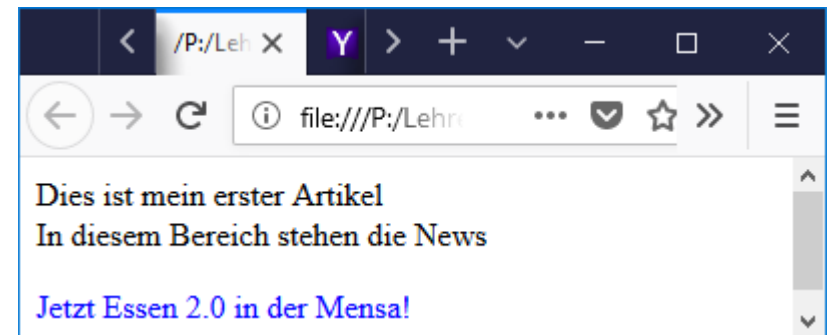 /P:/Leh
Y
file:///P:/Lehre
Dies ist mein erster Artikel
In diesem Bereich stehen die News
Jetzt Essen 2.0 in der Mensa!